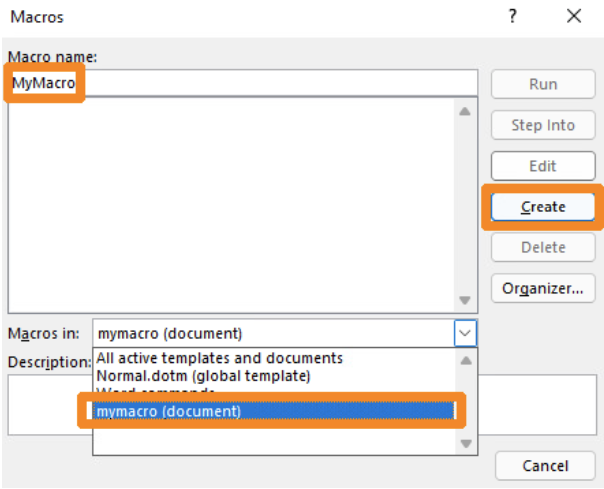 Macros ? ×
Macro name:
MyMacro
Run
Step Into
Edit
Create
Delete
Organizer...
Macros in: mymacro (document)
All active templates and documents
Description:
Normal.dotm (global template)
Word commands
mymacro (document)
Cancel